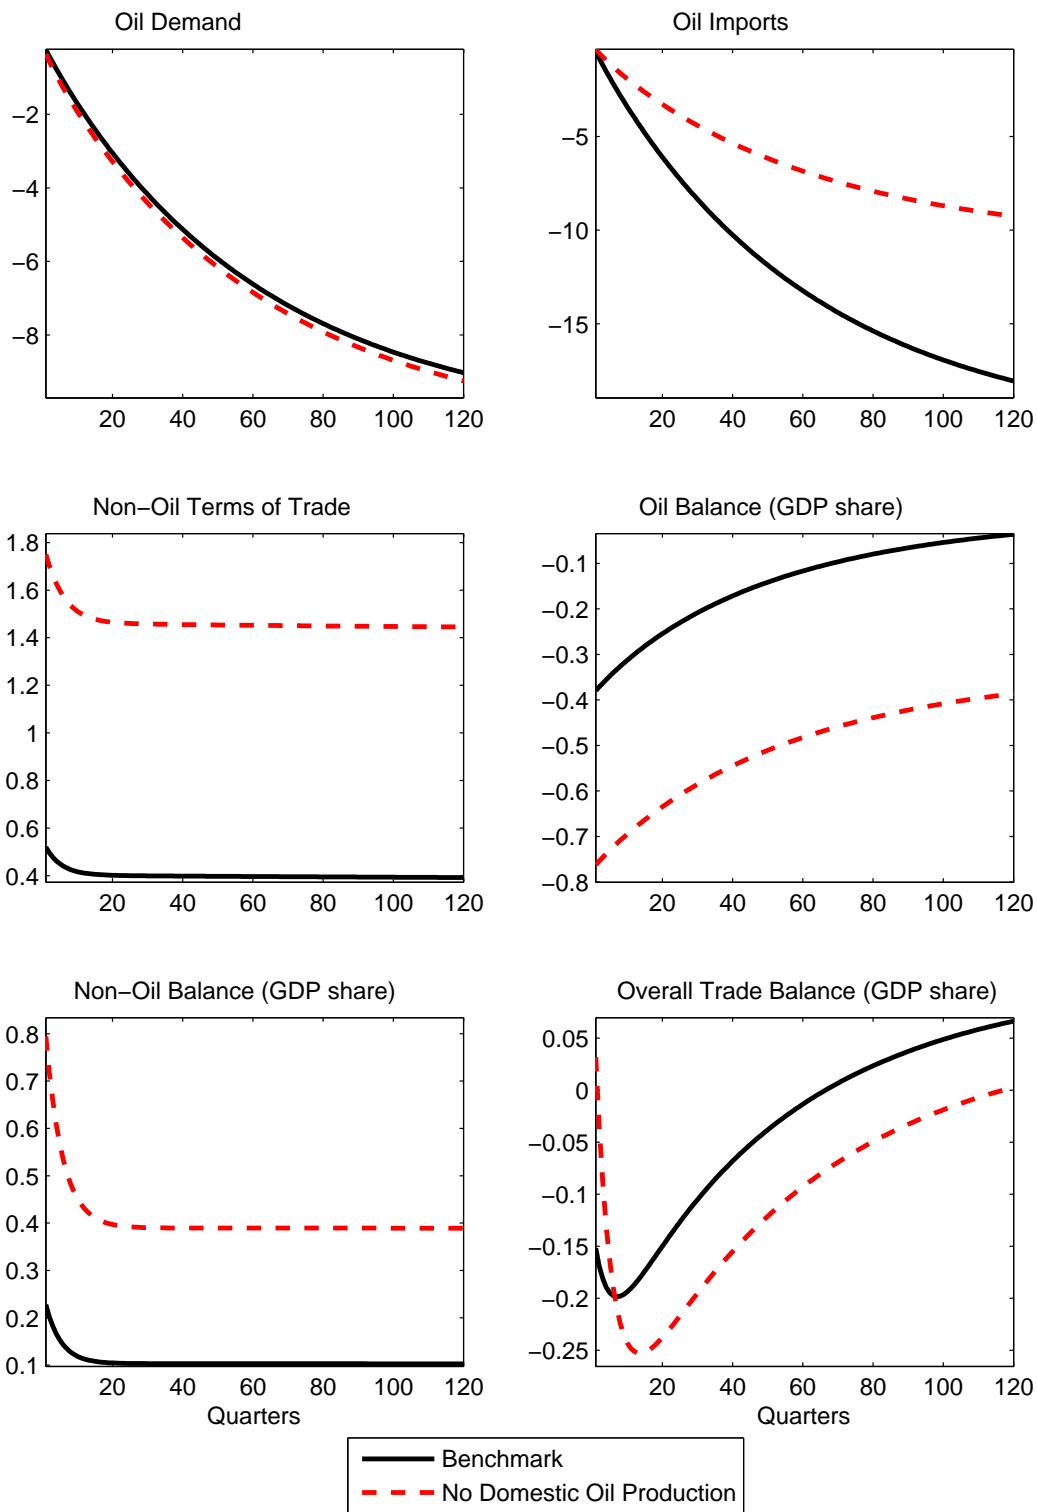 Oil Demand
−2
−4
−6
−8
20 40 60 80 100 120
Oil Imports
−5
−10
−15
20 40 60 80 100 120
Non−Oil Terms of Trade
1.8
1.6
1.4
1.2
1
0.8
0.6
0.4
20 40 60 80 100 120
Oil Balance (GDP share)
−0.1
−0.2
−0.3
−0.4
−0.5
−0.6
−0.7
−0.8
20 40 60 80 100 120
Non−Oil Balance (GDP share)
0.8
0.7
0.6
0.5
0.4
0.3
0.2
0.1
20 40 60 80 100 120
Quarters
Overall Trade Balance (GDP share)
0.05
0
−0.05
−0.1
−0.15
−0.2
−0.25
20 40 60 80 100 120
Quarters
Benchmark
No Domestic Oil Production